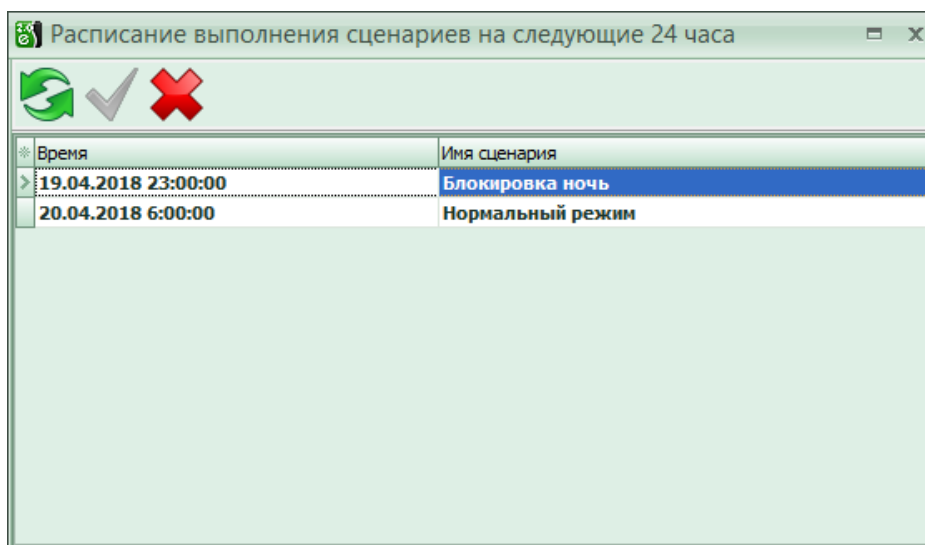 Расписание выполнения сценариев на следующие 24 часа
Время Имя сценария
19.04.2018 23:00:00 Блокировка ночь
20.04.2018 6:00:00 Нормальный режим